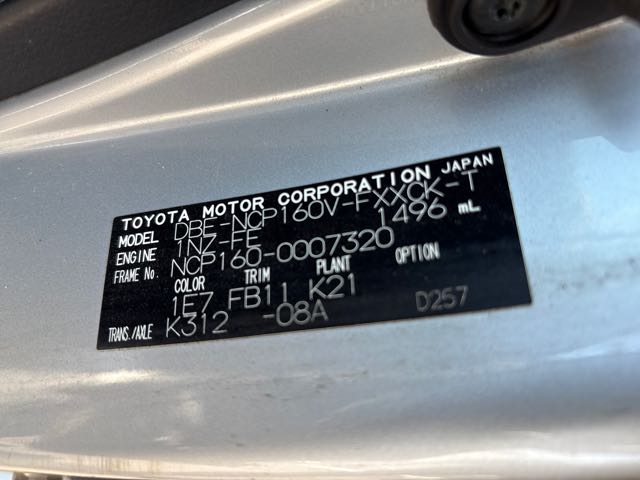 TOYOTA MOTOR CORPORATION JAPAN
MODEL DBE-NCP160V-FXXCK-T
ENGINE 1NZ-FE 1496 mL
FRAME No. NCP160-0007320
COLOR TRIM PLANT OPTION
1E7 FB11 K21
TRANS./AXLE K312 -08A D257